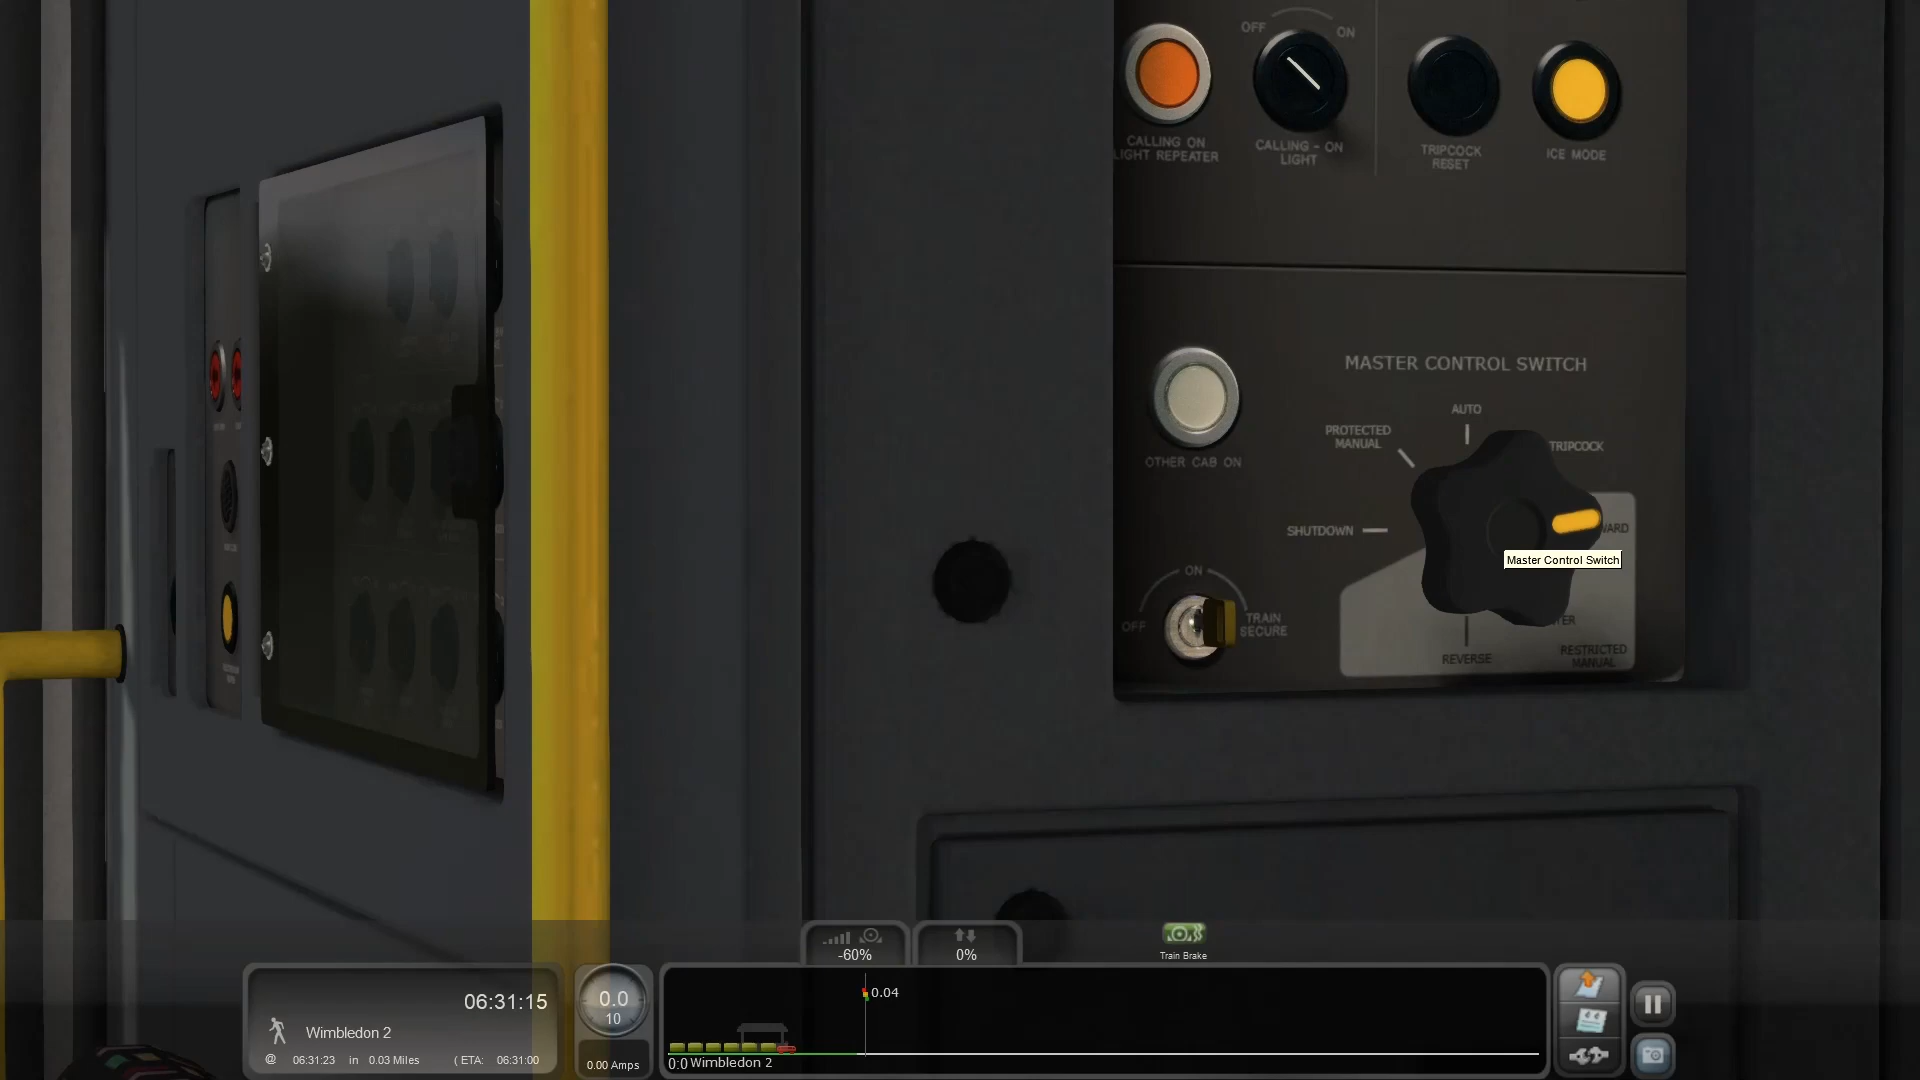 OFF
ON
CALLING ON
LIGHT REPEATER
CALLING - ON
LIGHT
TRIPCOCK
RESET
ICE MODE
MASTER CONTROL SWITCH
AUTO
PROTECTED
MANUAL
TRIPCOCK
OTHER CAB ON
SHUTDOWN
WARD
Master Control Switch
ON
OFF
TRAIN
SECURE
TER
REVERSE
RESTRICTED
MANUAL
-60%
0%
Train Brake
06:31:15
0.0
10
0.04
Wimbledon 2
@ 06:31:23 in 0.03 Miles ( ETA: 06:31:00
0.00 Amps
0:0 Wimbledon 2